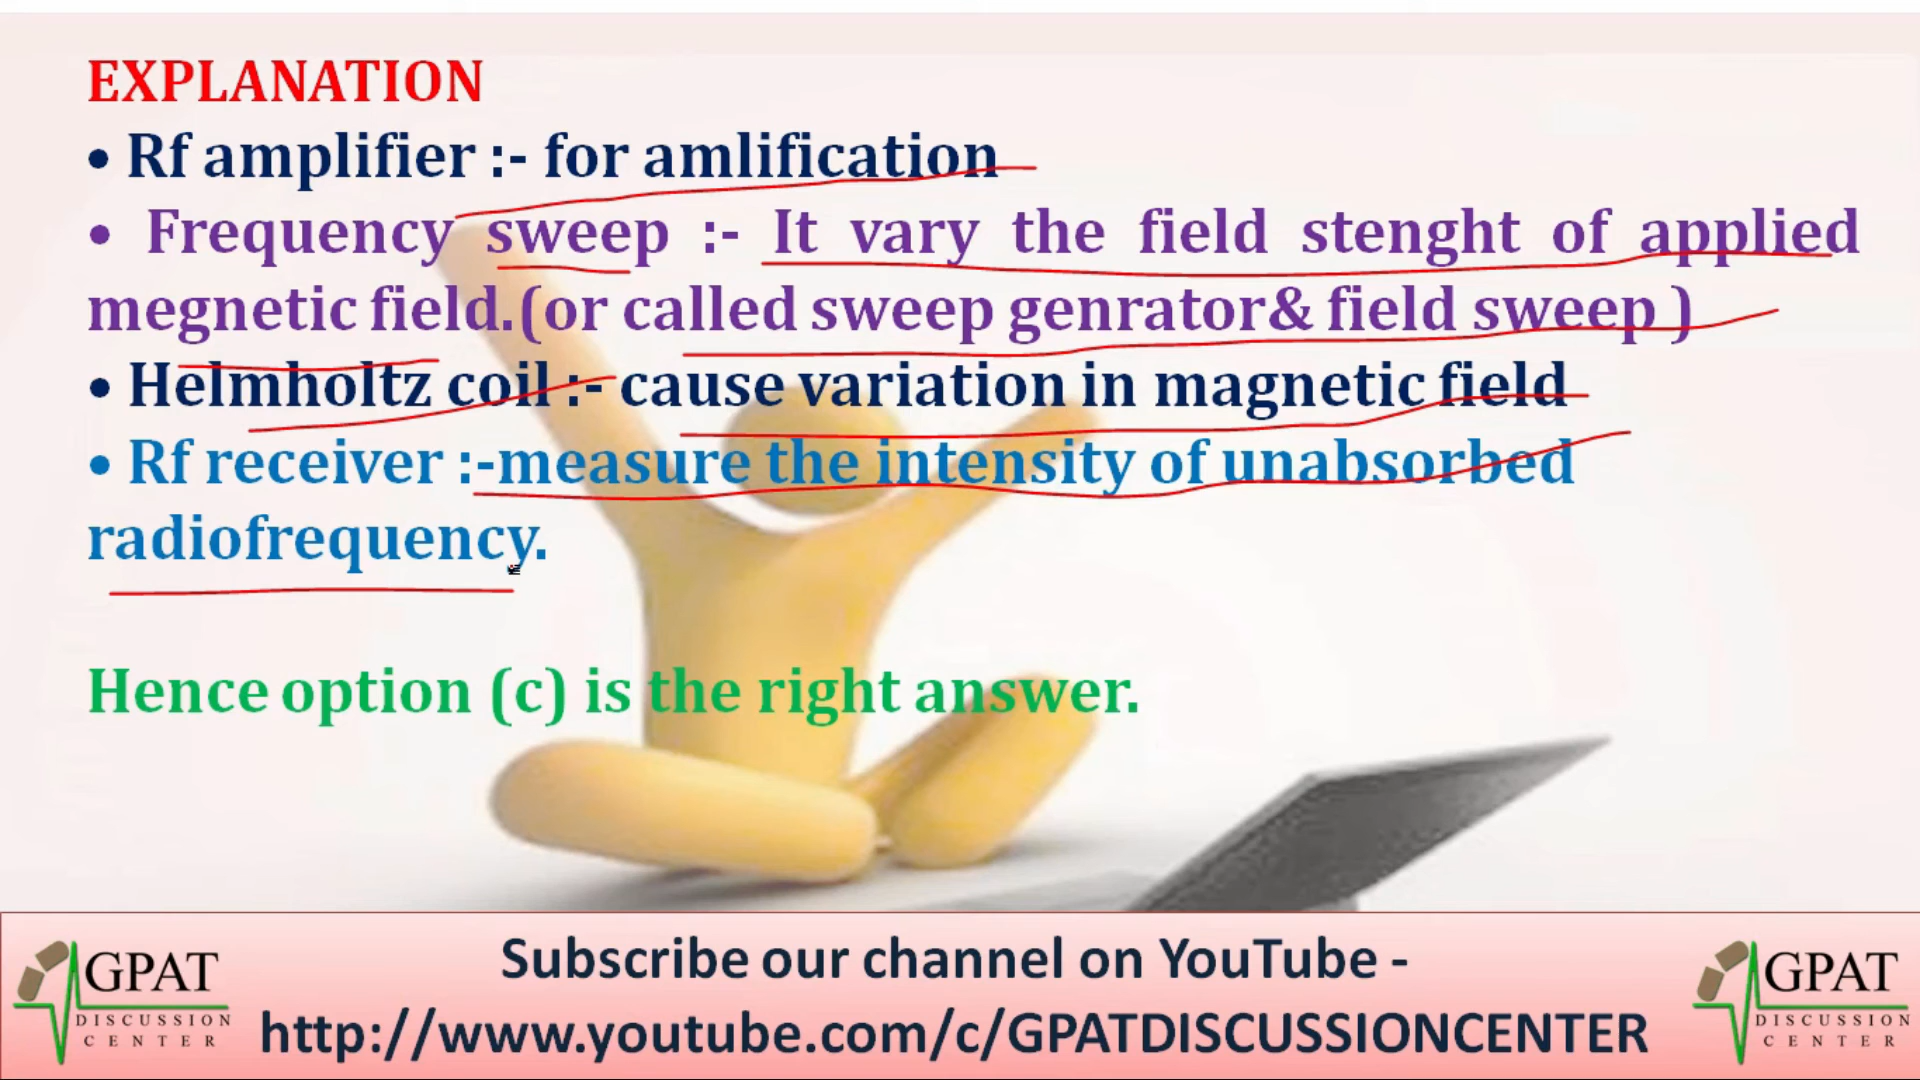 EXPLANATION
• Rf amplifier :- for amlification
• Frequency sweep :- It vary the field stenght of applied
megnetic field.(or called sweep genrator& field sweep )
• Helmholtz coil :- cause variation in magnetic field
• Rf receiver :-measure the intensity of unabsorbed
radiofrequency.
Hence option (c) is the right answer.
GPAT
DISCUSSION
CENTER
Subscribe our channel on YouTube -
http://www.youtube.com/c/GPATDISCUSSIONCENTER
GPAT
DISCUSSION
CENTER